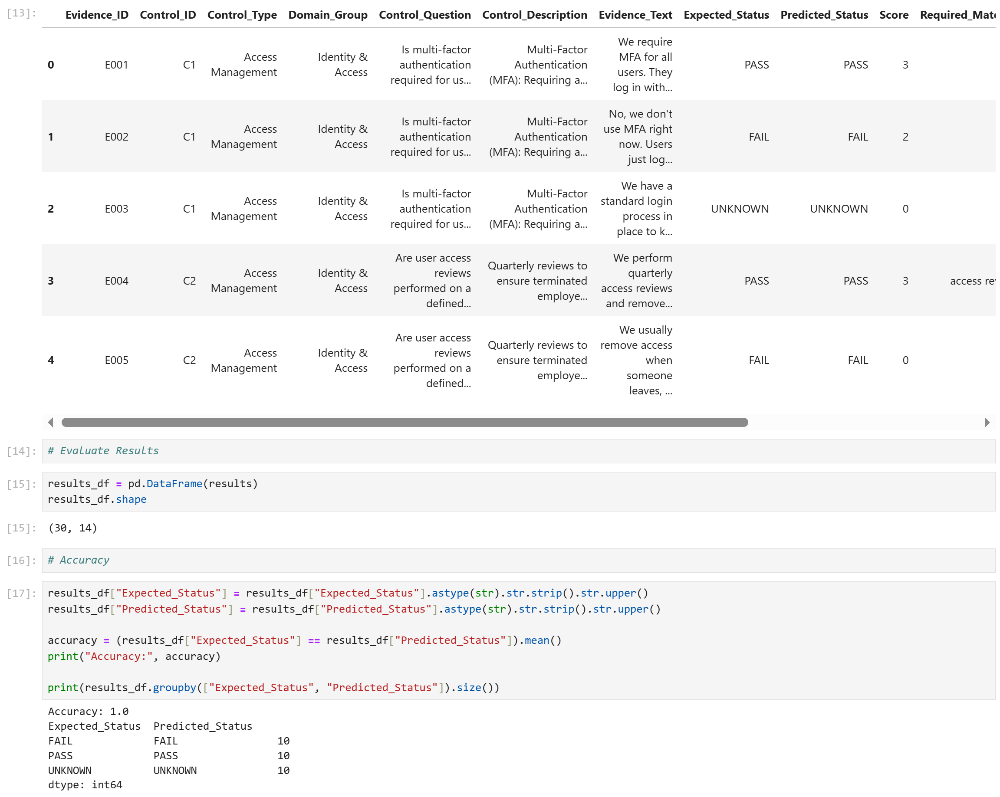 [13]:
Evidence_ID Control_ID Control_Type Domain_Group Control_Question Control_Description Evidence_Text Expected_Status Predicted_Status Score
0 E001 C1 Access Management Identity & Access Is multi-factor authentication required for us... Multi-Factor Authentication (MFA): Requiring a... We require MFA for all users. They log in with... PASS PASS 3
1 E002 C1 Access Management Identity & Access Is multi-factor authentication required for us... Multi-Factor Authentication (MFA): Requiring a... No, we don't use MFA right now. Users just log... FAIL FAIL 2
2 E003 C1 Access Management Identity & Access Is multi-factor authentication required for us... Multi-Factor Authentication (MFA): Requiring a... We have a standard login process in place to k... UNKNOWN UNKNOWN 0
3 E004 C2 Access Management Identity & Access Are user access reviews performed on a defined... Quarterly reviews to ensure terminated employe... We perform quarterly access reviews and remove... PASS PASS 3 access
4 E005 C2 Access Management Identity & Access Are user access reviews performed on a defined... Quarterly reviews to ensure terminated employe... We usually remove access when someone leaves, ... FAIL FAIL 0
[14]: # Evaluate Results
[15]: results_df = pd.DataFrame(results)
results_df.shape
[15]: (30, 14)
[16]: # Accuracy
[17]: results_df["Expected_Status"] = results_df["Expected_Status"].astype(str).str.strip().str.upper()
results_df["Predicted_Status"] = results_df["Predicted_Status"].astype(str).str.strip().str.upper()
accuracy = (results_df["Expected_Status"] == results_df["Predicted_Status"]).mean()
print("Accuracy:", accuracy)
print(results_df.groupby(["Expected_Status", "Predicted_Status"]).size())
Accuracy: 1.0
Expected_Status Predicted_Status
FAIL FAIL 10
PASS PASS 10
UNKNOWN UNKNOWN 10
dtype: int64